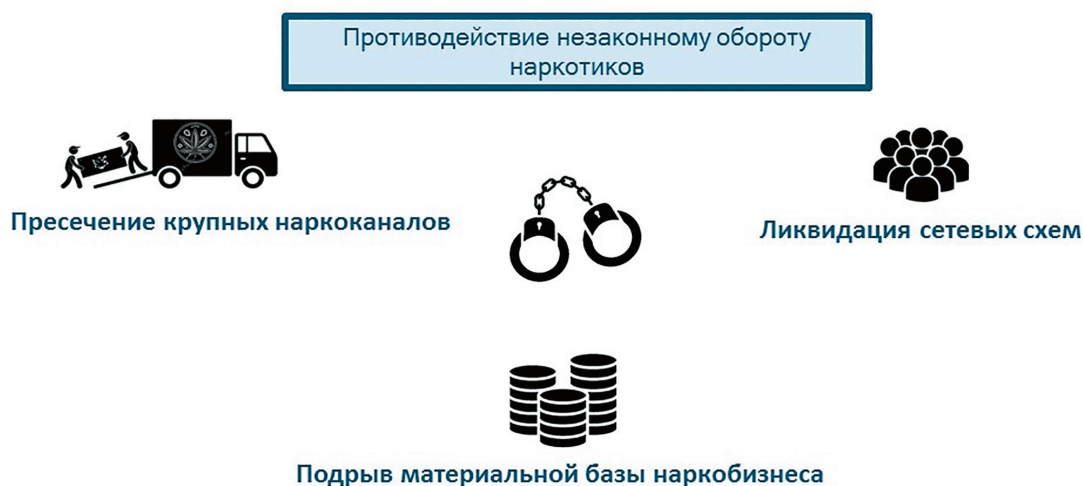 Противодействие незаконному обороту
наркотиков
Пресечение крупных наркоканалов
Ликвидация сетевых схем
Подрыв материальной базы наркобизнеса